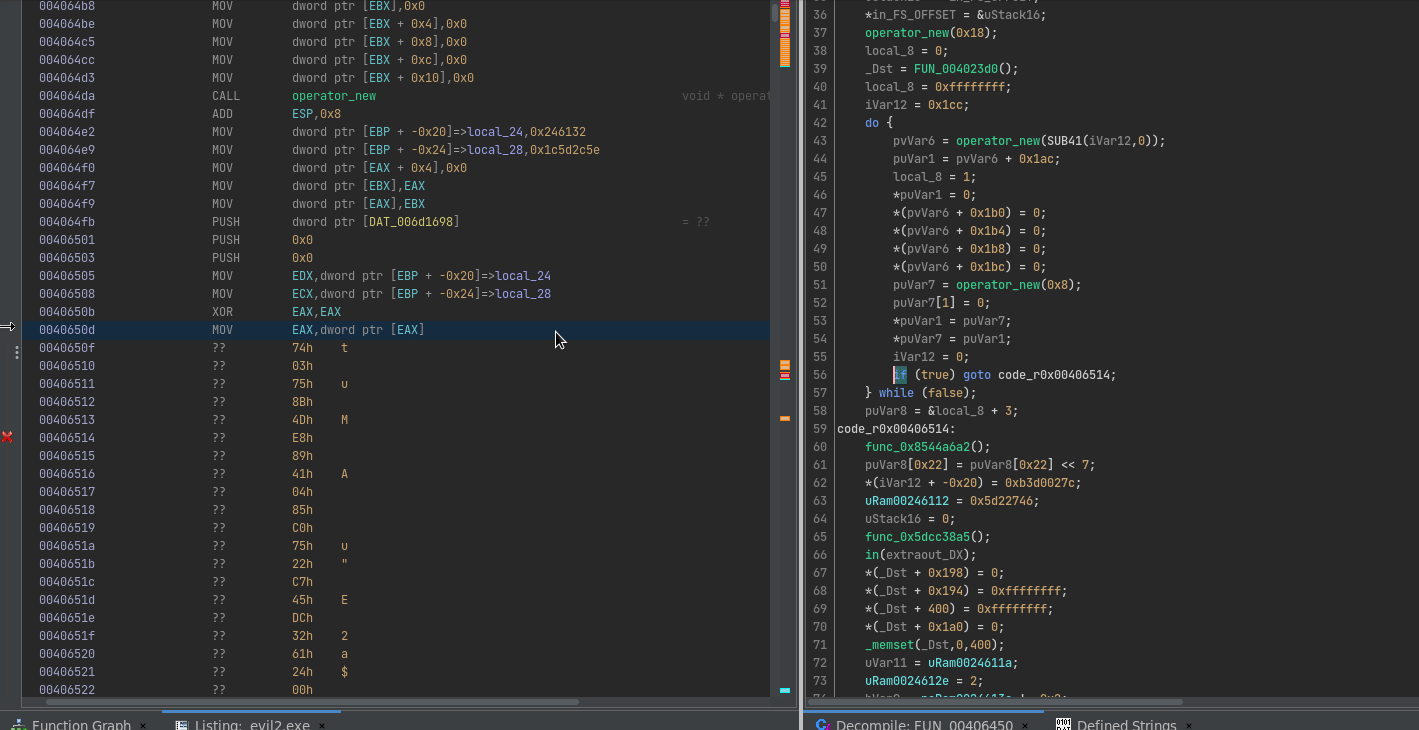 004064b8 MOV dword ptr [EBX],0x0
004064be MOV dword ptr [EBX + 0x4],0x0
004064c5 MOV dword ptr [EBX + 0x8],0x0
004064cc MOV dword ptr [EBX + 0xc],0x0
004064d3 MOV dword ptr [EBX + 0x10],0x0
004064da CALL operator_new void * operat
004064df ADD ESP,0x8
004064e2 MOV dword ptr [EBP + -0x20]=>local_24,0x246132
004064e9 MOV dword ptr [EBP + -0x24]=>local_28,0x1c5d2c5e
004064f0 MOV dword ptr [EAX + 0x4],0x0
004064f7 MOV dword ptr [EBX],EAX
004064f9 MOV dword ptr [EAX],EBX
004064fb PUSH dword ptr [DAT_006d1698] = ??
00406501 PUSH 0x0
00406503 PUSH 0x0
00406505 MOV EDX,dword ptr [EBP + -0x20]=>local_24
00406508 MOV ECX,dword ptr [EBP + -0x24]=>local_28
0040650b XOR EAX,EAX
0040650d MOV EAX,dword ptr [EAX]
0040650f ?? 74h t
00406510 ?? 03h
00406511 ?? 75h u
00406512 ?? 8Bh
00406513 ?? 4Dh M
00406514 ?? E8h
00406515 ?? 89h
00406516 ?? 41h A
00406517 ?? 04h
00406518 ?? 85h
00406519 ?? C0h
0040651a ?? 75h u
0040651b ?? 22h "
0040651c ?? C7h
0040651d ?? 45h E
0040651e ?? DCh
0040651f ?? 32h 2
00406520 ?? 61h a
00406521 ?? 24h $
00406522 ?? 00h
Function Graph ×
Listing: evil2.exe ×
36 *in_FS_OFFSET = &uStack16;
37 operator_new(0x18);
38 local_8 = 0;
39 _Dst = FUN_004023d0();
40 local_8 = 0xffffffff;
41 iVar12 = 0x1cc;
42 do {
43 pvVar6 = operator_new(SUB41(iVar12,0));
44 puVar1 = pvVar6 + 0x1ac;
45 local_8 = 1;
46 *puVar1 = 0;
47 *(pvVar6 + 0x1b0) = 0;
48 *(pvVar6 + 0x1b4) = 0;
49 *(pvVar6 + 0x1b8) = 0;
50 *(pvVar6 + 0x1bc) = 0;
51 puVar7 = operator_new(0x8);
52 puVar7[1] = 0;
53 *puVar1 = puVar7;
54 *puVar7 = puVar1;
55 iVar12 = 0;
56 if (true) goto code_r0x00406514;
57 } while (false);
58 puVar8 = &local_8 + 3;
59 code_r0x00406514:
60 func_0x8544a6a2();
61 puVar8[0x22] = puVar8[0x22] << 7;
62 *(iVar12 + -0x20) = 0xb3d0027c;
63 uRam00246112 = 0x5d22746;
64 uStack16 = 0;
65 func_0x5dcc38a5();
66 in(extraout_DX);
67 *(_Dst + 0x198) = 0;
68 *(_Dst + 0x194) = 0xffffffff;
69 *(_Dst + 400) = 0xffffffff;
70 *(_Dst + 0x1a0) = 0;
71 _memset(_Dst,0,400);
72 uVar11 = uRam0024611a;
73 uRam0024612e = 2;
Decompile: FUN_00406450 ×
Defined Strings ×